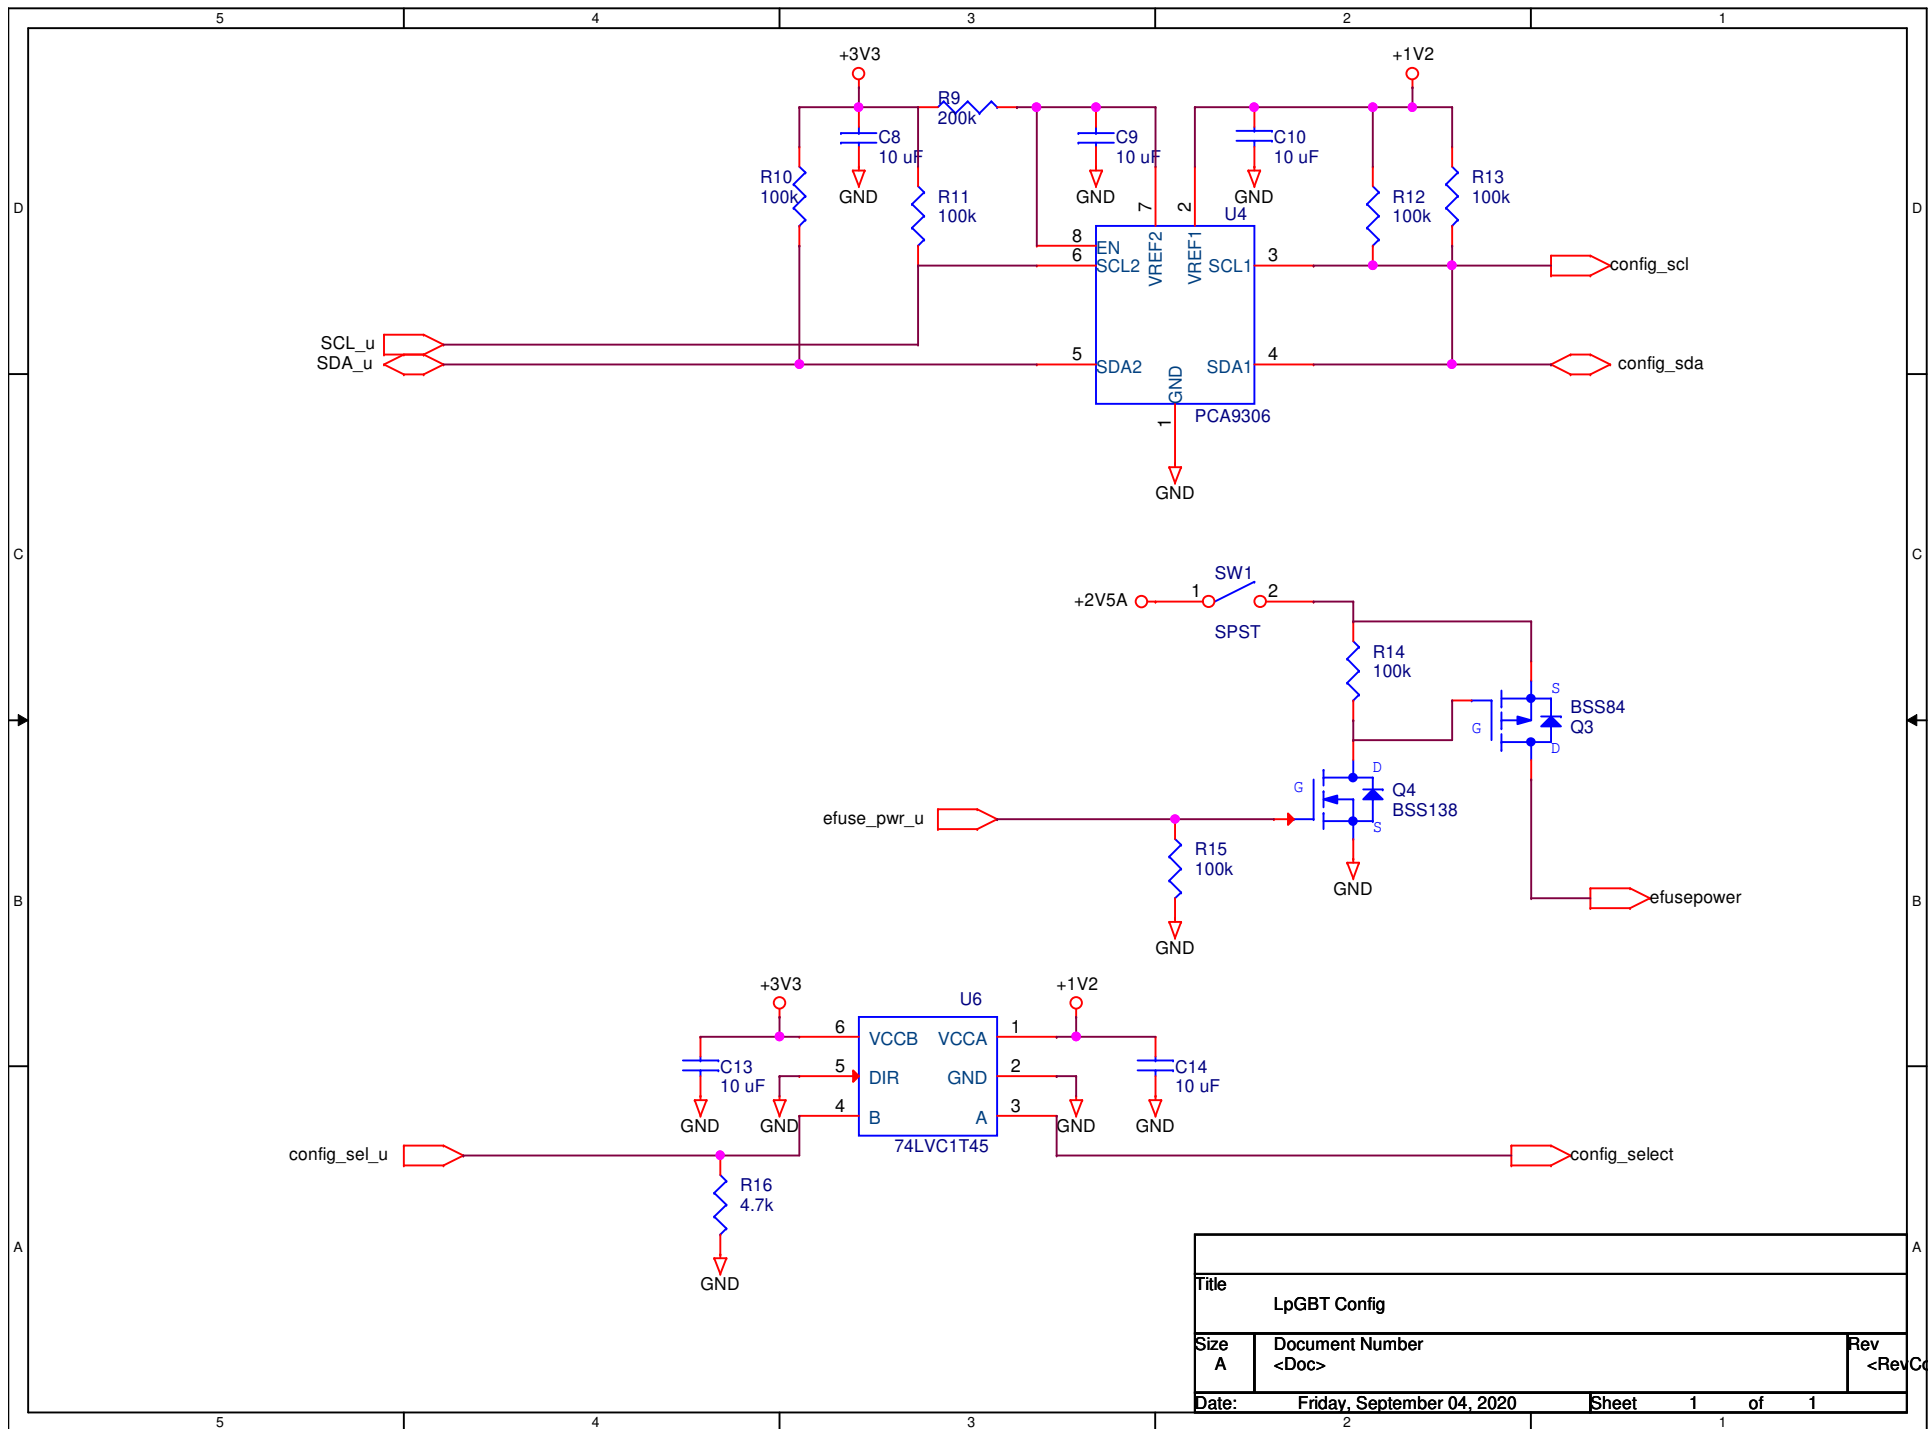 5 4 3 2 1
+3V3
+1V2
R9
200k
C8
10 uF
C9
10 uF
C10
10 uF
R10
100k
GND
R11
100k
GND
GND
R12
100k
R13
100k
D
D
7
2
U4
8
EN
6
SCL2
VREF2
VREF1
SCL1
3
config_scl
SCL_u
SDA_u
5
SDA2
GND
SDA1
4
config_sda
1
PCA9306
GND
C
C
SW1
+2V5A
1
2
SPST
R14
100k
S
BSS84
Q3
G
D
D
G
Q4
BSS138
S
efuse_pwr_u
R15
100k
GND
GND
efusepower
B
B
+3V3
U6
+1V2
6
VCCB
VCCA
1
C13
10 uF
5
DIR
GND
2
C14
10 uF
4
B
A
3
GND
GND
GND
GND
74LVC1T45
config_sel_u
config_select
R16
4.7k
GND
A
A
Title
LpGBT Config
Size
A
Document Number
<Doc>
Rev
<RevCo
Date: Friday, September 04, 2020 Sheet 1 of 1
5 4 3 2 1